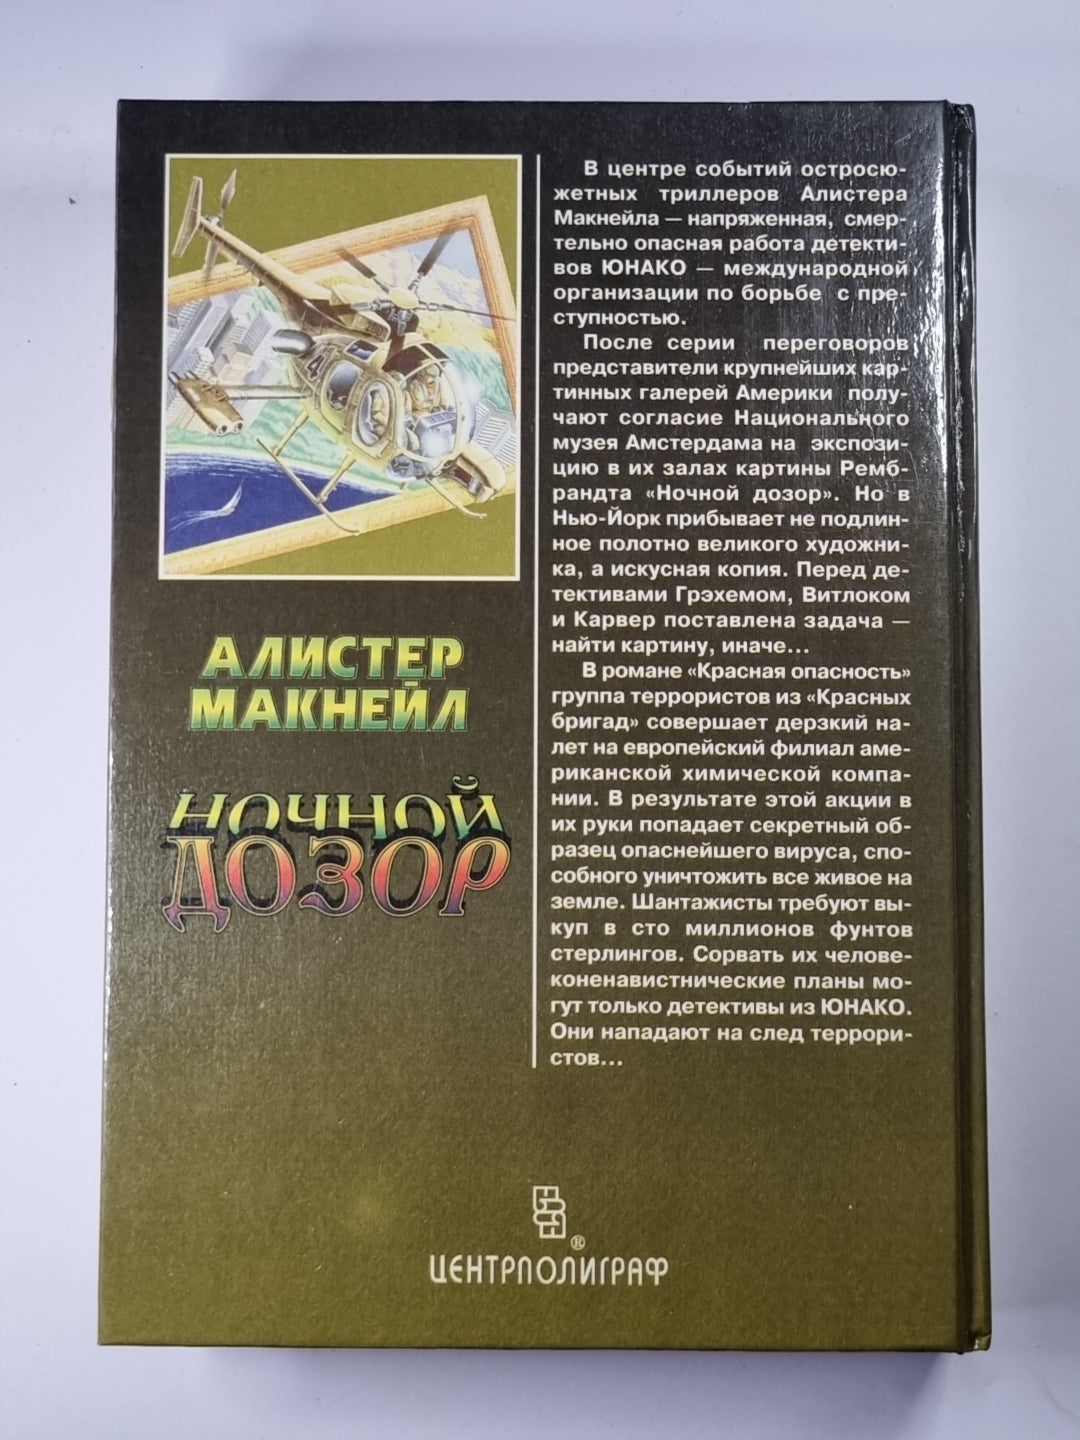 В центре событий остросю-
жетных триллеров Алистера
Макнейла — напряженная, смер-
тельно опасная работа детекти-
вов ЮНАКО — международной
организации по борьбе с пре-
ступностью.
После серии переговоров
представители крупнейших кар-
тинных галерей Америки полу-
чают согласие Национального
музея Амстердама на экспози-
цию в их залах картиныRemб-
рандта «Ночной дозор». Но в
Нью-Йорк прибывает не подлин-
ное полотно великого художни-
ка, а искусная копия. Перед де-
тективами Грэхемом, Витлоком
и Карвер поставлена задача —
найти картину, иначе...
В романе «Красная опасность»
группа террористов из «Красных
бригад» совершает дерзкий на-
лет на европейский филиал аме-
риканской химической компа-
нии. В результате этой акции в
их руки попадает секретный об-
разец опаснейшего вируса, спо-
собного уничтожить все живое на
земле. Шантажисты требуют вы-
куп в сто миллионов фунтов
стерлингов. Сорвать их челове-
коненавистнические планы мо-
гут только детективы из ЮНАКО.
Они нападают на след террори-
стов...
АЛИСТЕР
МАКНЕЙЛ
НОЧНОЙ
ДОЗОР
®
ЦЕНТРПОЛИГРАФ